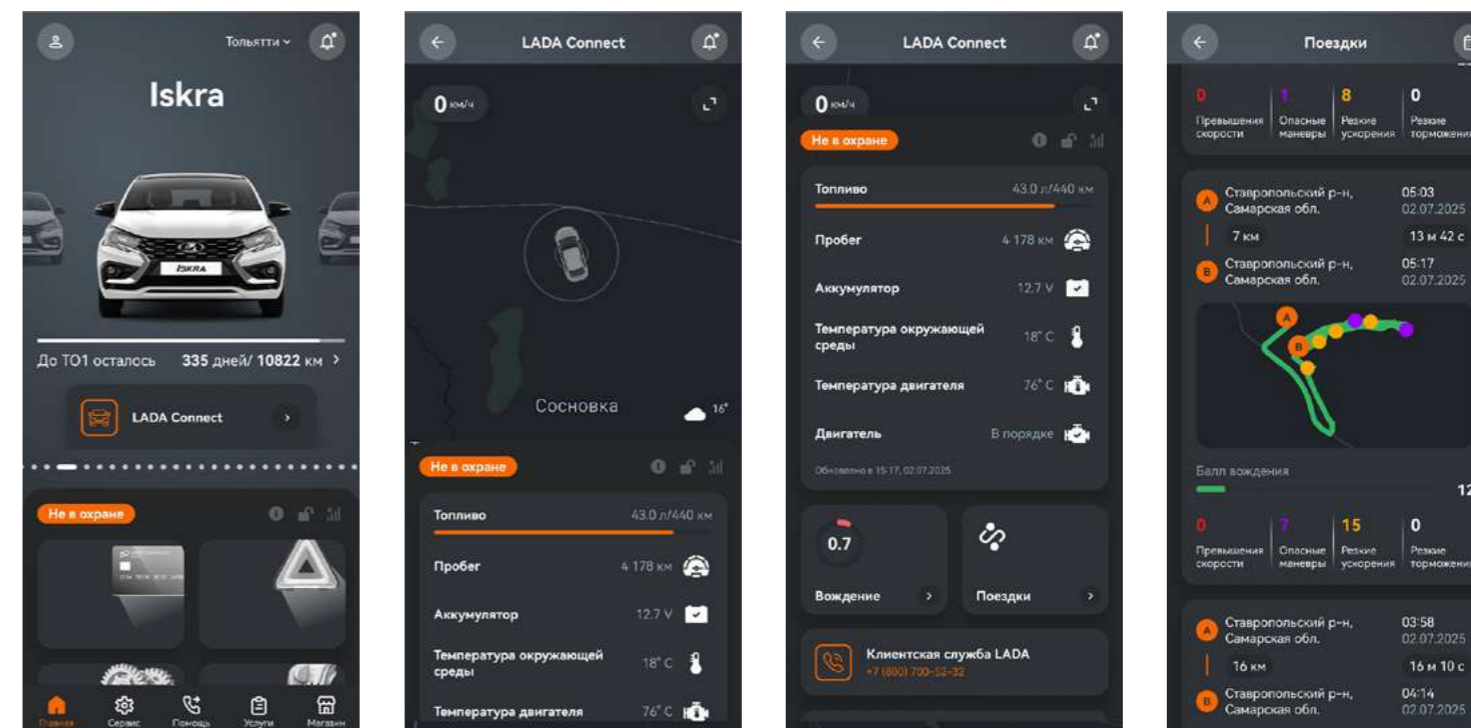 Тольятти
Iskra
ISKRA
До ТО1 осталось 335 дней/ 10822 км >
LADA Connect
Не в охране
Главная Сервис Помощь Услуги Магазин
LADA Connect
0 км/ч
Сосновка
16°
Не в охране
Топливо 43.0 л/440 км
Пробег 4 178 км
Аккумулятор 12.7 V
Температура окружающей
среды 18° C
Температура двигателя 76° C
LADA Connect
0 км/ч
Не в охране
Топливо 43.0 л/440 км
Пробег 4 178 км
Аккумулятор 12.7 V
Температура окружающей
среды 18° C
Температура двигателя 76° C
Двигатель В порядке
Обновлено в 15:17, 02.07.2025
0.7
Вождение
Поездки
Клиентская служба LADA
+7 (800) 700-52-32
Поездки
0 1 8 0
Превышения Опасные Резкие Резкие
скорости маневры ускорения торможения
A Ставропольский р-н, 05:03
Самарская обл. 02.07.2025
7 км 13 м 42 с
B Ставропольский р-н, 05:17
Самарская обл. 02.07.2025
A
B
Балл вождения
12
0 7 15 0
Превышения Опасные Резкие Резкие
скорости маневры ускорения торможения
A Ставропольский р-н, 03:58
Самарская обл. 02.07.2025
16 км 16 м 10 с
B Ставропольский р-н, 04:14
Самарская обл. 02.07.2025